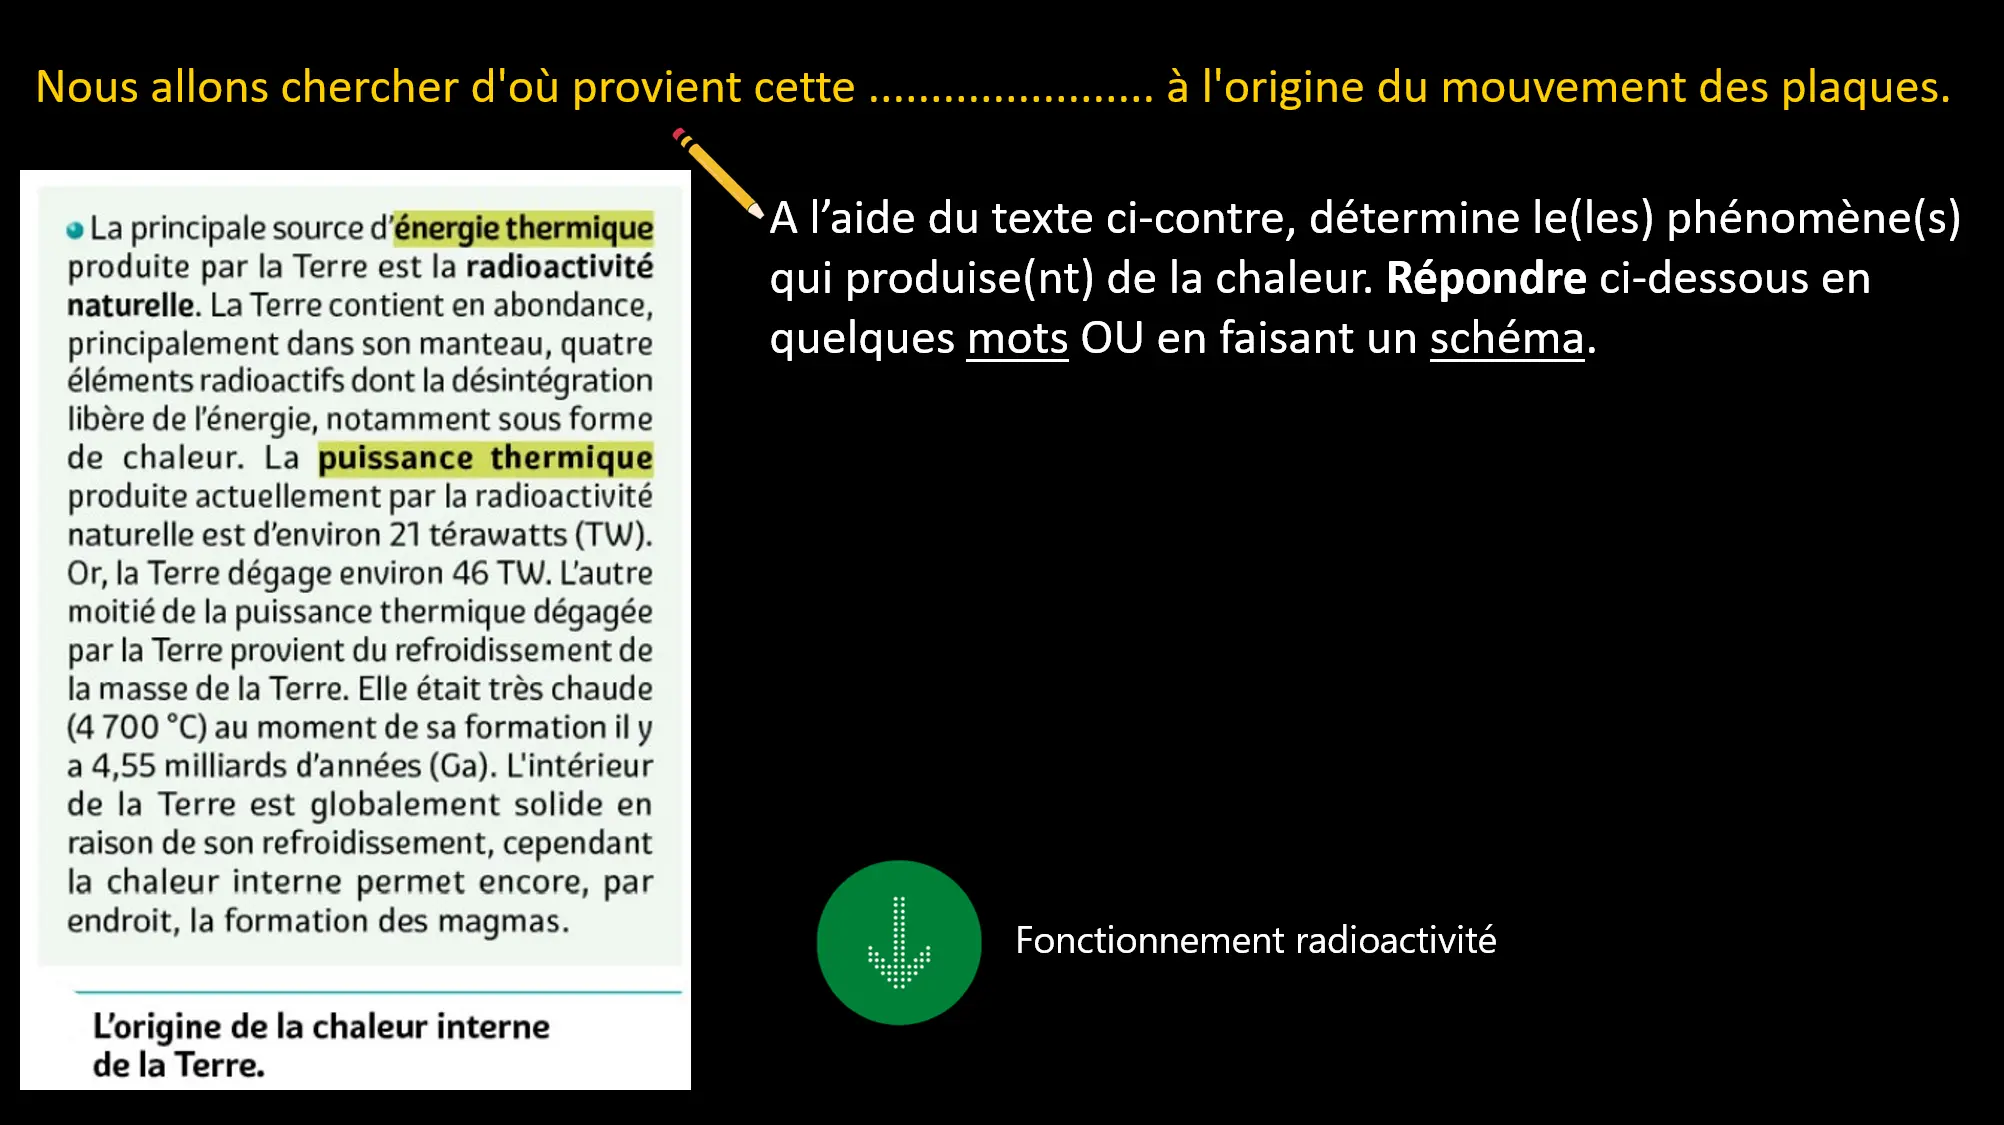 Nous allons chercher d'où provient cette ....................... à l'origine du mouvement des plaques.
La principale source d'énergie thermique
produite par la Terre est la radioactivité
naturelle. La Terre contient en abondance,
principalement dans son manteau, quatre
éléments radioactifs dont la désintégration
libère de l'énergie, notamment sous forme
de chaleur. La puissance thermique
produite actuellement par la radioactivité
naturelle est d'environ 21 térawatts (TW).
Or, la Terre dégage environ 46 TW. L'autre
moitié de la puissance thermique dégagée
par la Terre provient du refroidissement de
la masse de la Terre. Elle était très chaude
(4 700 °C) au moment de sa formation il y
a 4,55 milliards d'années (Ga). L'intérieur
de la Terre est globalement solide en
raison de son refroidissement, cependant
la chaleur interne permet encore, par
endroit, la formation des magmas.
L'origine de la chaleur interne
de la Terre.
A l’aide du texte ci-contre, détermine le(les) phénomène(s)
qui produise(nt) de la chaleur. Répondre ci-dessous en
quelques mots OU en faisant un schéma.
Fonctionnement radioactivité